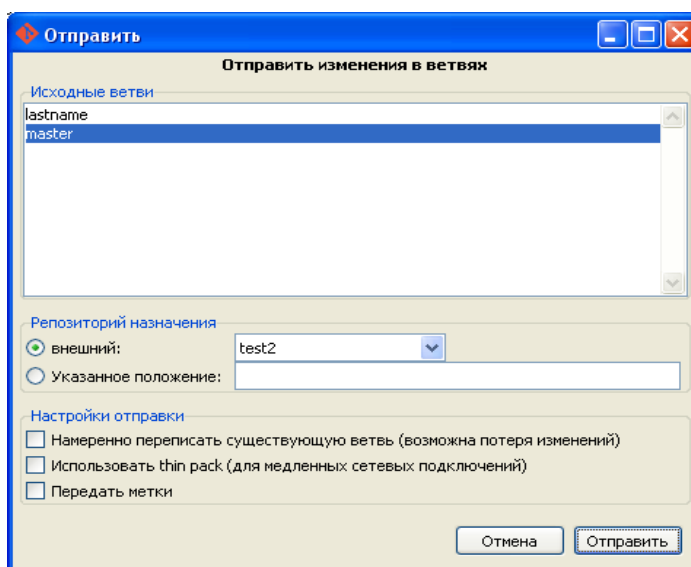 Отправить
Отправить изменения в ветвях
Исходные ветви
lastname
master
Репозиторий назначения
внешний: test2
Указанное положение:
Настройки отправки
Намеренно переписать существующую ветвь (возможна потеря изменений)
Использовать thin pack (для медленных сетевых подключений)
Передать метки
Отмена Отправить